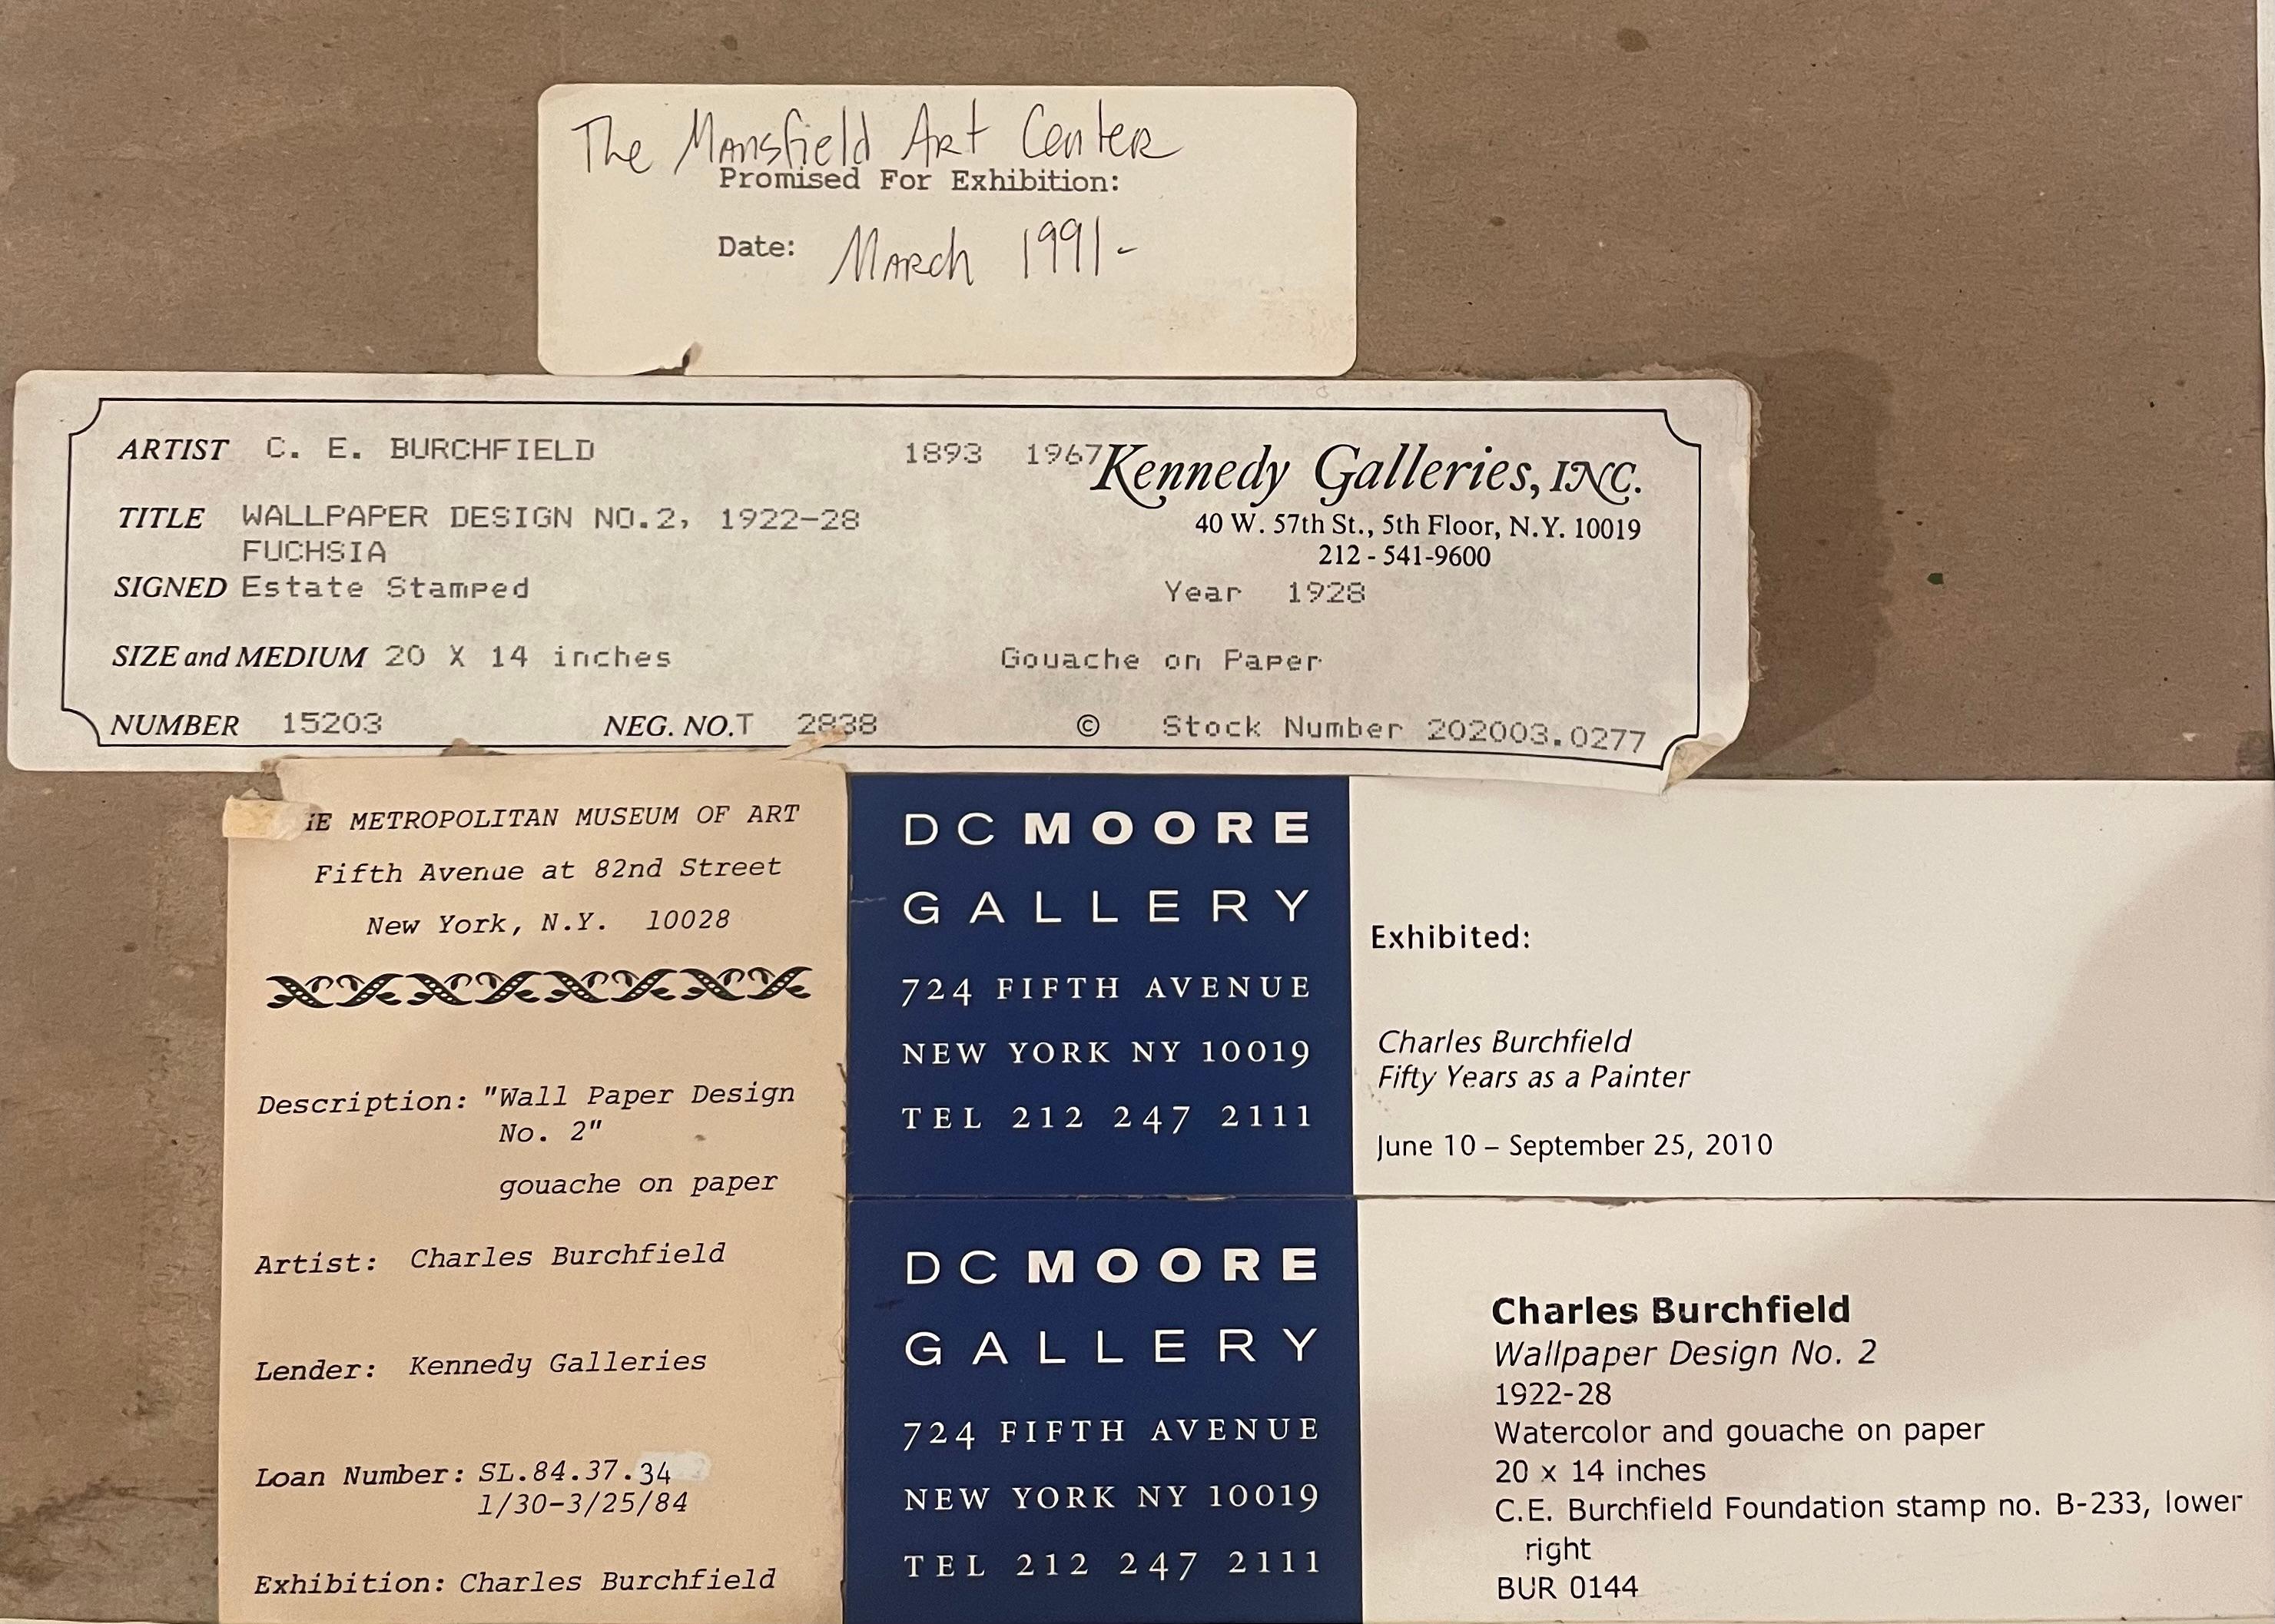 The Mansfield Art Center
Promised For Exhibition:
Date: March 1991-
ARTIST C. E. BURCHFIELD 1893 1967
Kennedy Galleries, INC.
40 W. 57th St., 5th Floor, N.Y. 10019
212 - 541-9600
TITLE WALLPAPER DESIGN NO.2, 1922-28
FUCHSIA
SIGNED Estate Stamped
Year 1928
SIZE and MEDIUM 20 X 14 inches Gouache on Paper
NUMBER 15203 NEG. NO.T 2838 © Stock Number 202003.0277
METROPOLITAN MUSEUM OF ART
Fifth Avenue at 82nd Street
New York, N.Y. 10028
Description: "Wall Paper Design
No. 2"
gouache on paper
Artist: Charles Burchfield
Lender: Kennedy Galleries
Loan Number: SL.84.37.34
1/30-3/25/84
Exhibition: Charles Burchfield
DC MOORE
GALLERY
724 FIFTH AVENUE
NEW YORK NY 10019
TEL 212 247 2111
Exhibited:
Charles Burchfield
Fifty Years as a Painter
June 10 – September 25, 2010
DC MOORE
GALLERY
724 FIFTH AVENUE
NEW YORK NY 10019
TEL 212 247 2111
Charles Burchfield
Wallpaper Design No. 2
1922-28
Watercolor and gouache on paper
20 x 14 inches
C.E. Burchfield Foundation stamp no. B-233, lower
right
BUR 0144